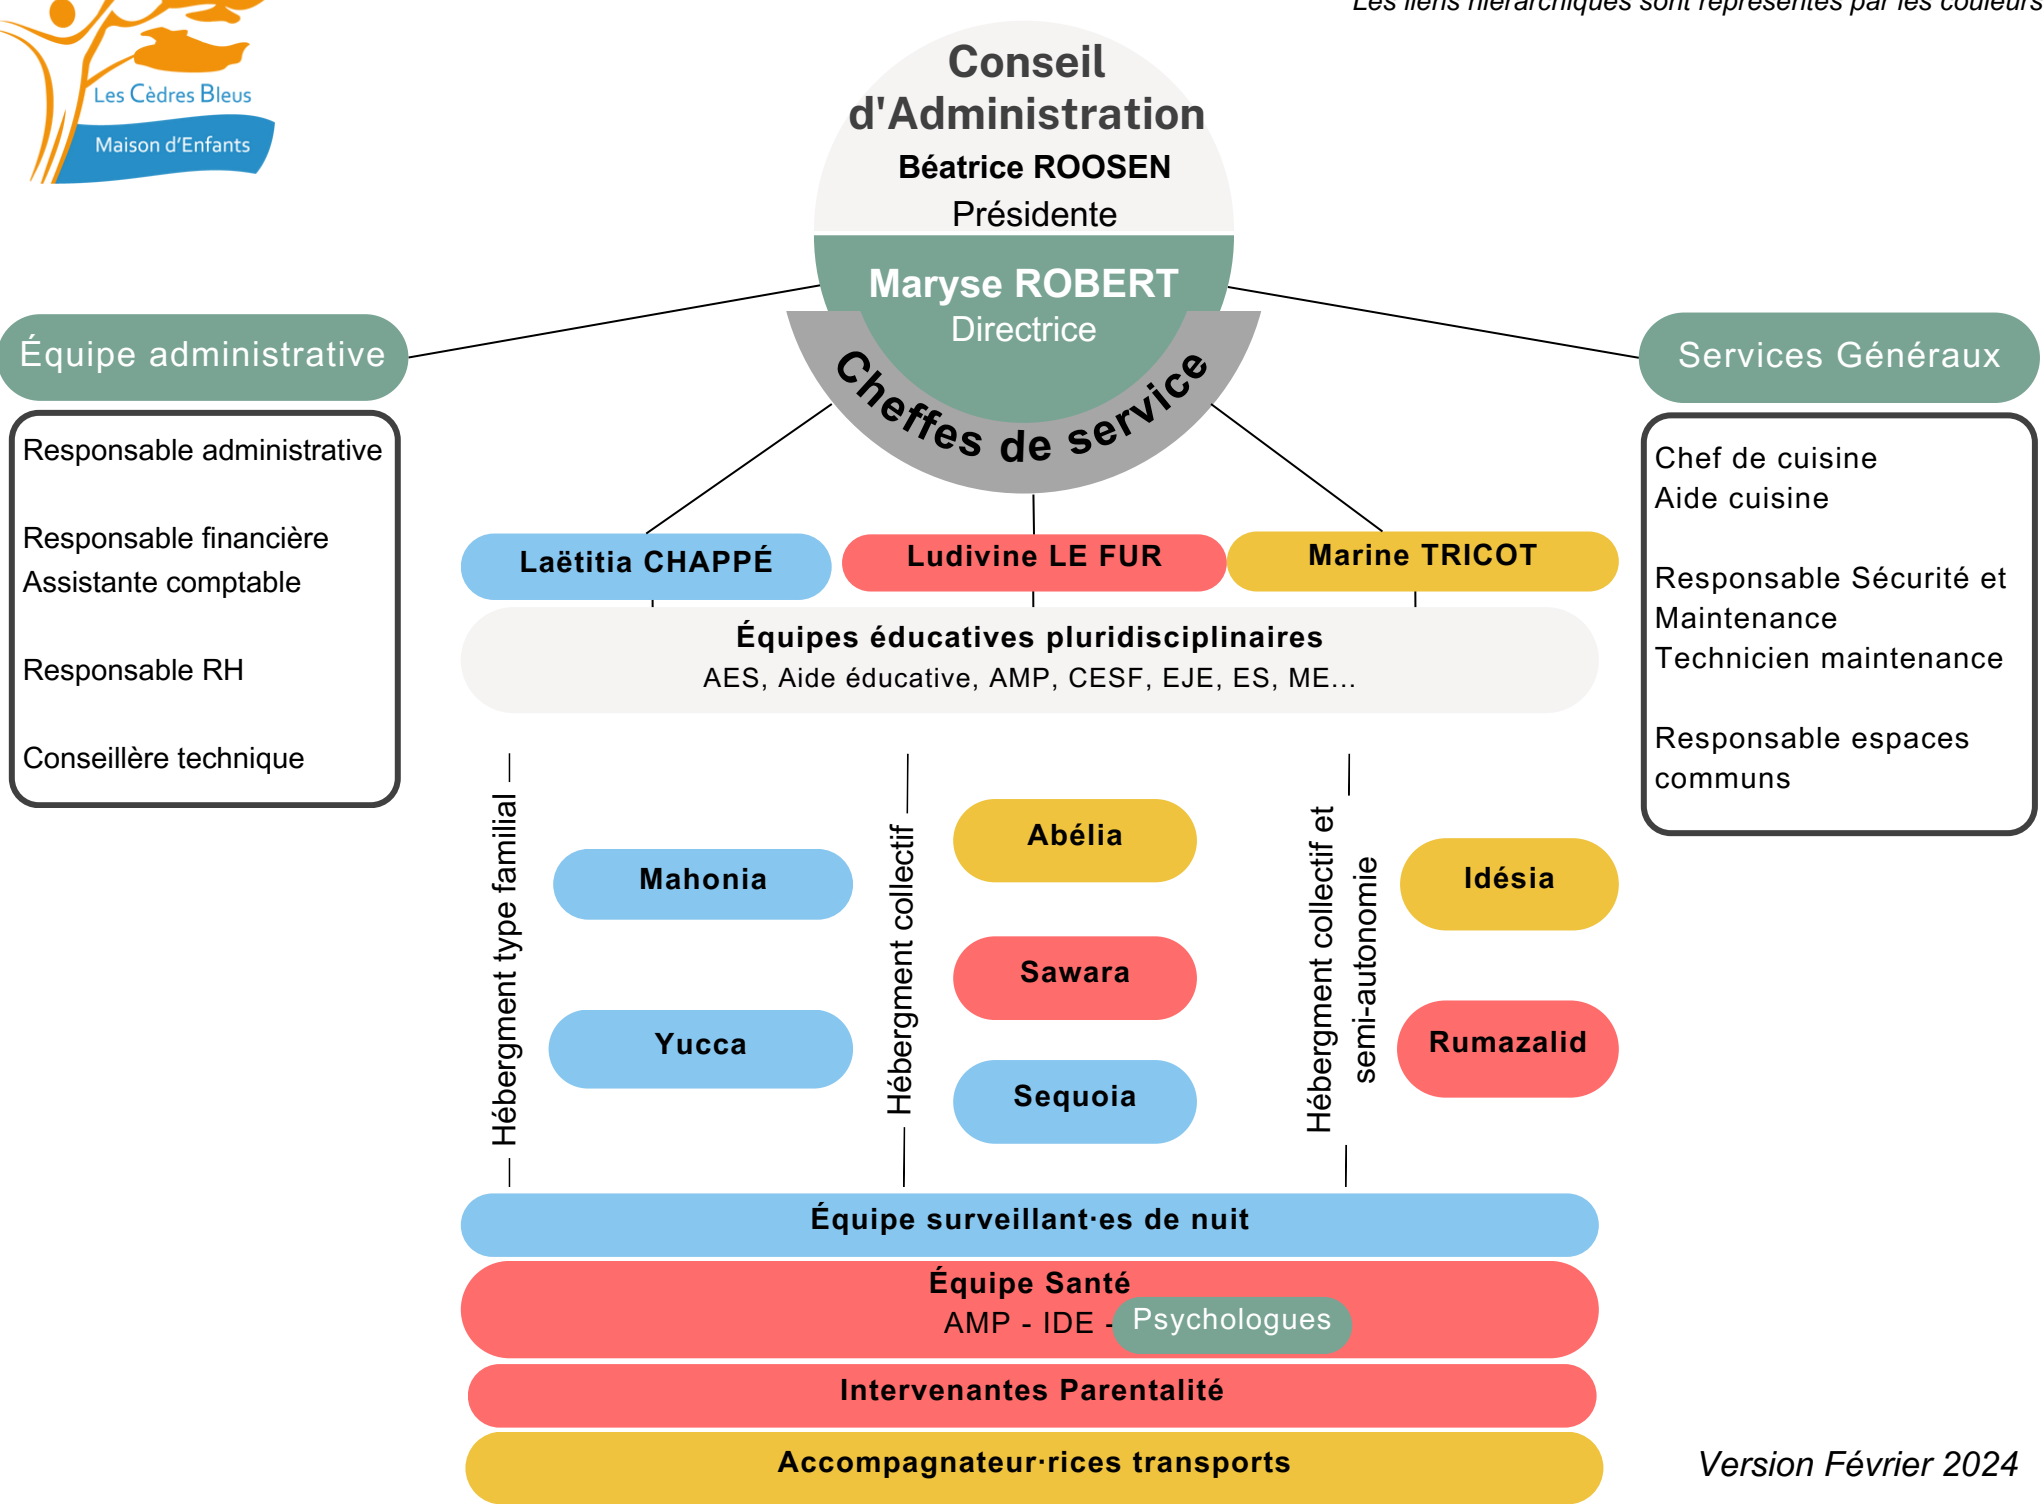 Les liens hiérarchiques sont représentés par les couleurs
Les Cèdres Bleus
Maison d'Enfants
Conseil
d'Administration
Béatrice ROOSEN
Présidente
Maryse ROBERT
Directrice
Cheffes de service
Équipe administrative
Responsable administrative
Responsable financière
Assistante comptable
Responsable RH
Conseillère technique
Services Généraux
Chef de cuisine
Aide cuisine
Responsable Sécurité et
Maintenance
Technicien maintenance
Responsable espaces
communs
Laëtitia CHAPPÉ
Ludivine LE FUR
Marine TRICOT
Équipes éducatives pluridisciplinaires
AES, Aide éducative, AMP, CESF, EJE, ES, ME...
Hébergment type familial
Mahonia
Yucca
Hébergment collectif
Abélia
Sawara
Sequoia
Hébergment collectif et
semi-autonomie
Idésia
Rumazalid
Équipe surveillant·es de nuit
Équipe Santé
AMP - IDE - Psychologues
Intervenantes Parentalité
Accompagnateur·rices transports
Version Février 2024